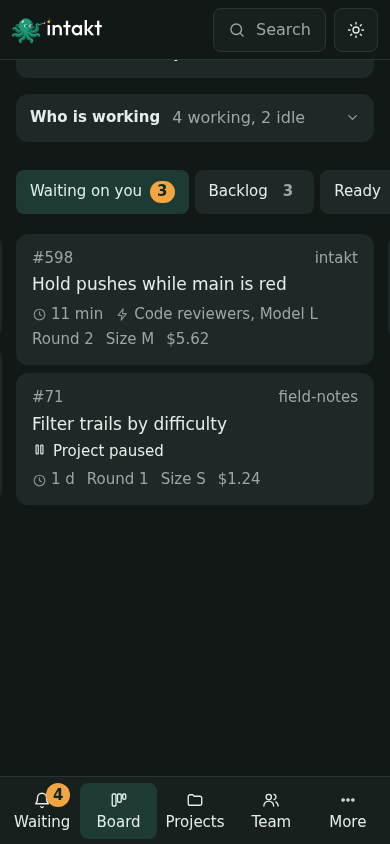 intakt
Search
Who is working 4 working, 2 idle
Waiting on you 3 Backlog 3 Ready
#598 intakt
Hold pushes while main is red
11 min Code reviewers, Model L
Round 2 Size M $5.62
#71 field-notes
Filter trails by difficulty
Project paused
1 d Round 1 Size S $1.24
4
Waiting Board Projects Team More